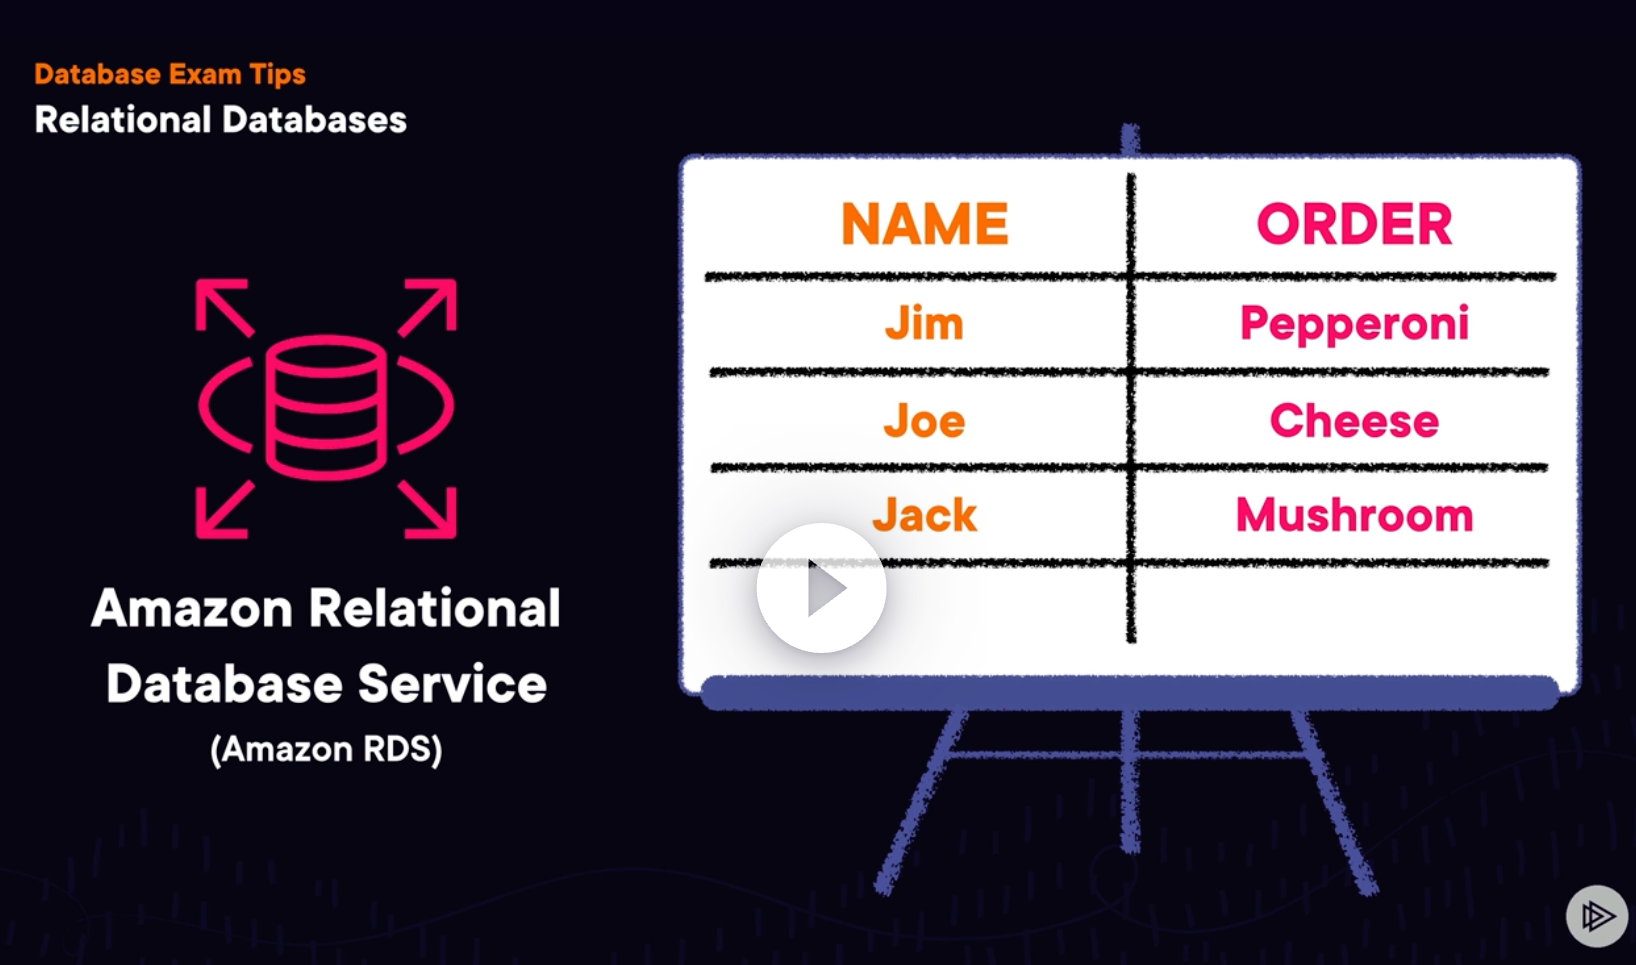 Database Exam Tips
Relational Databases
Amazon Relational
Database Service
(Amazon RDS)
NAME ORDER
Jim Pepperoni
Joe Cheese
Jack Mushroom